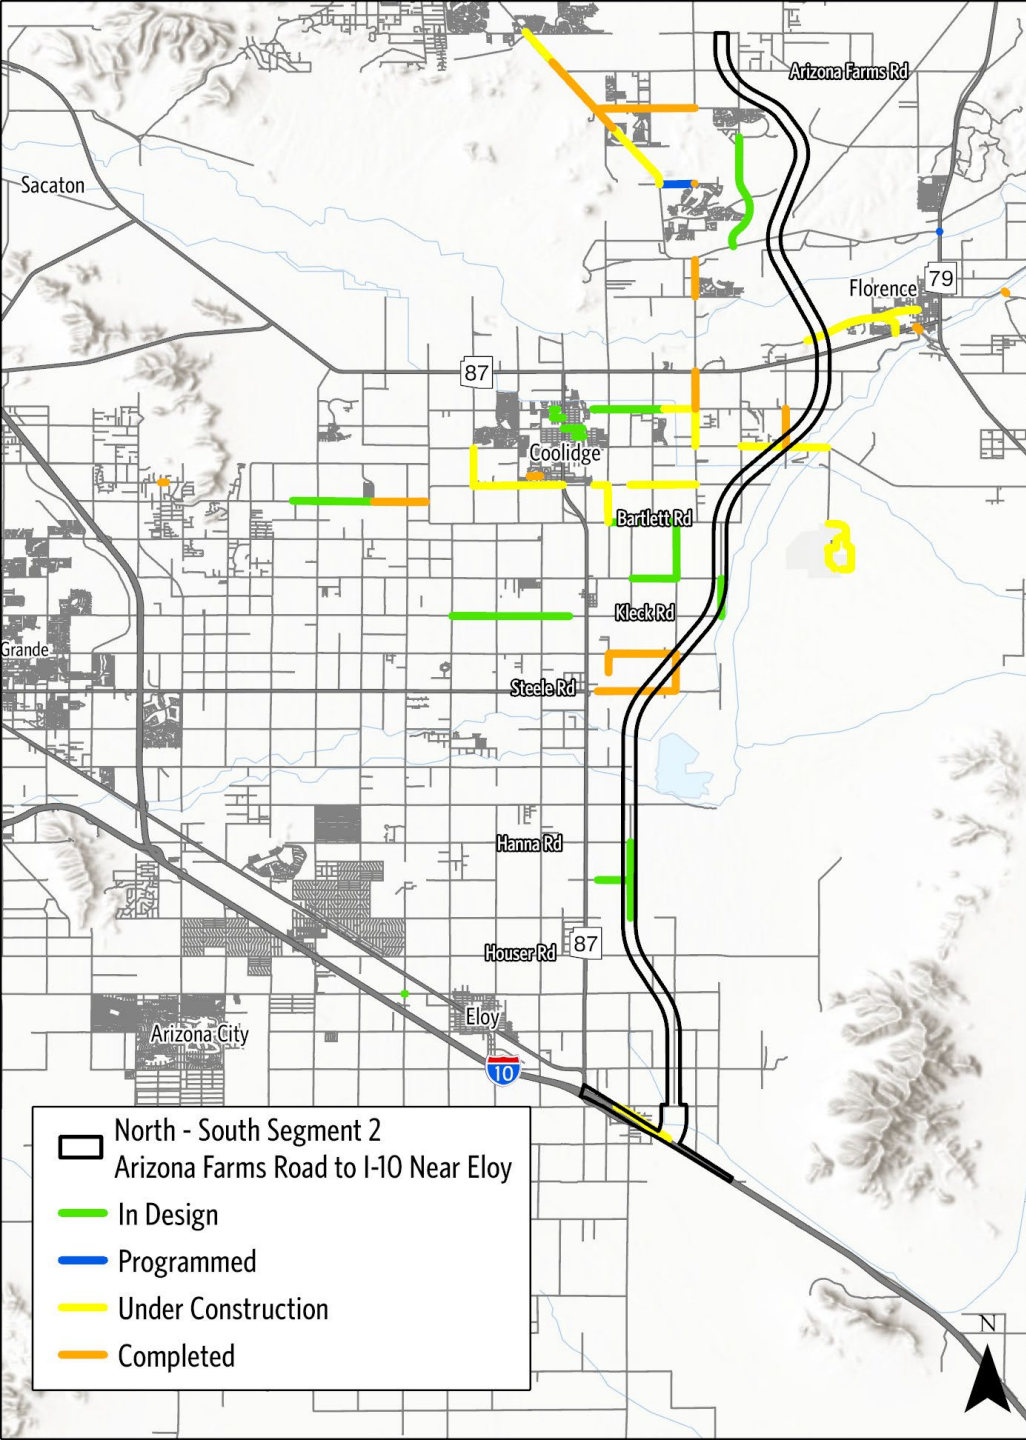 Arizona Farms Rd
Sacaton
79
Florence
87
Coolidge
Bartlett Rd
Kleck Rd
Grande
Steele Rd
Hanna Rd
87
Houser Rd
Eloy
Arizona City
10
North - South Segment 2
Arizona Farms Road to I-10 Near Eloy
In Design
Programmed
Under Construction
Completed
N